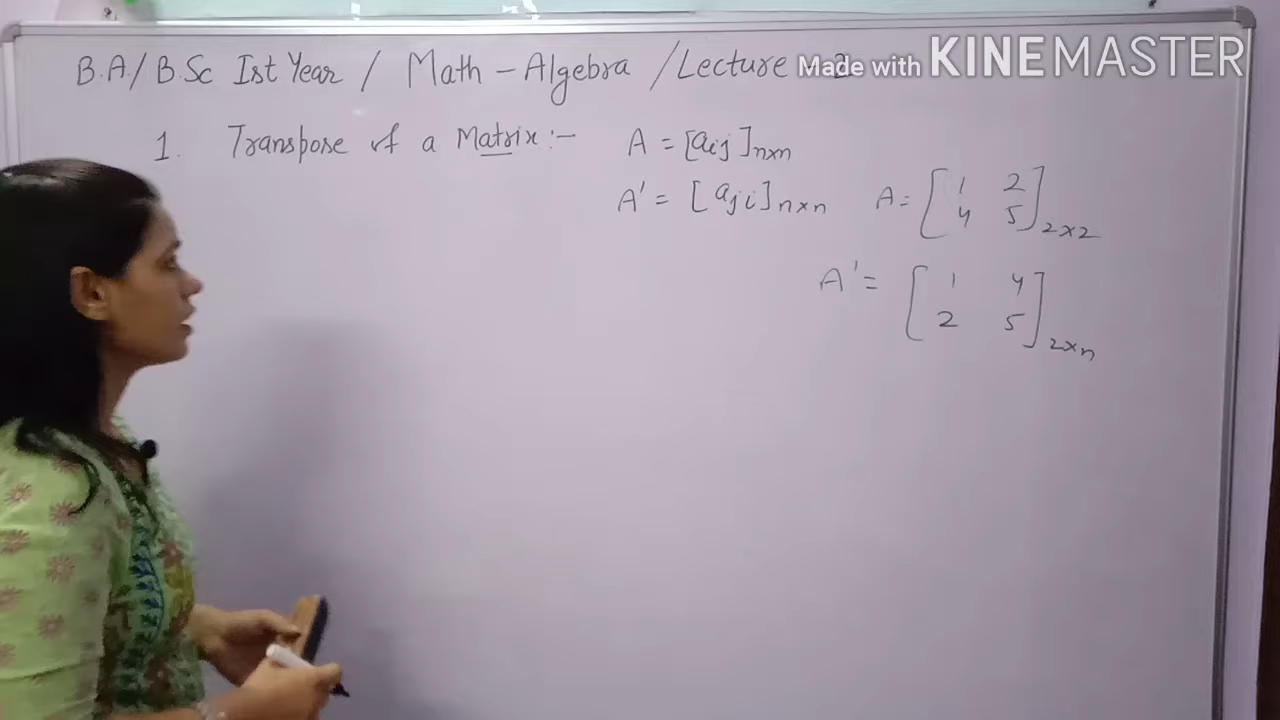 B.A/B.Sc Ist Year / Math - Algebra / Lecture 2
Made with KINEMASTER
1. Transpose of a Matrix :- A = [aij]n×n
A' = [aji]n×n A = [1 2
4 5]2×2
A' = [1 4
2 5]2×n